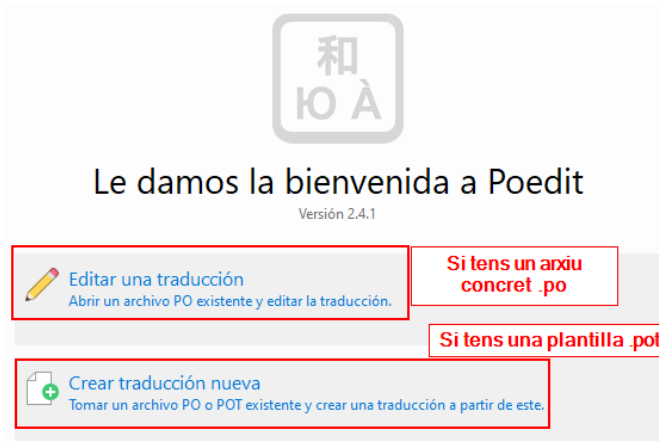 和
Ю À
Le damos la bienvenida a Poedit
Versión 2.4.1
Editar una traducción
Abrir un archivo PO existente y editar la traducción.
Si tens un arxiu
concret .po
Si tens una plantilla .pot
Crear traducción nueva
Tomar un archivo PO o POT existente y crear una traducción a partir de este.